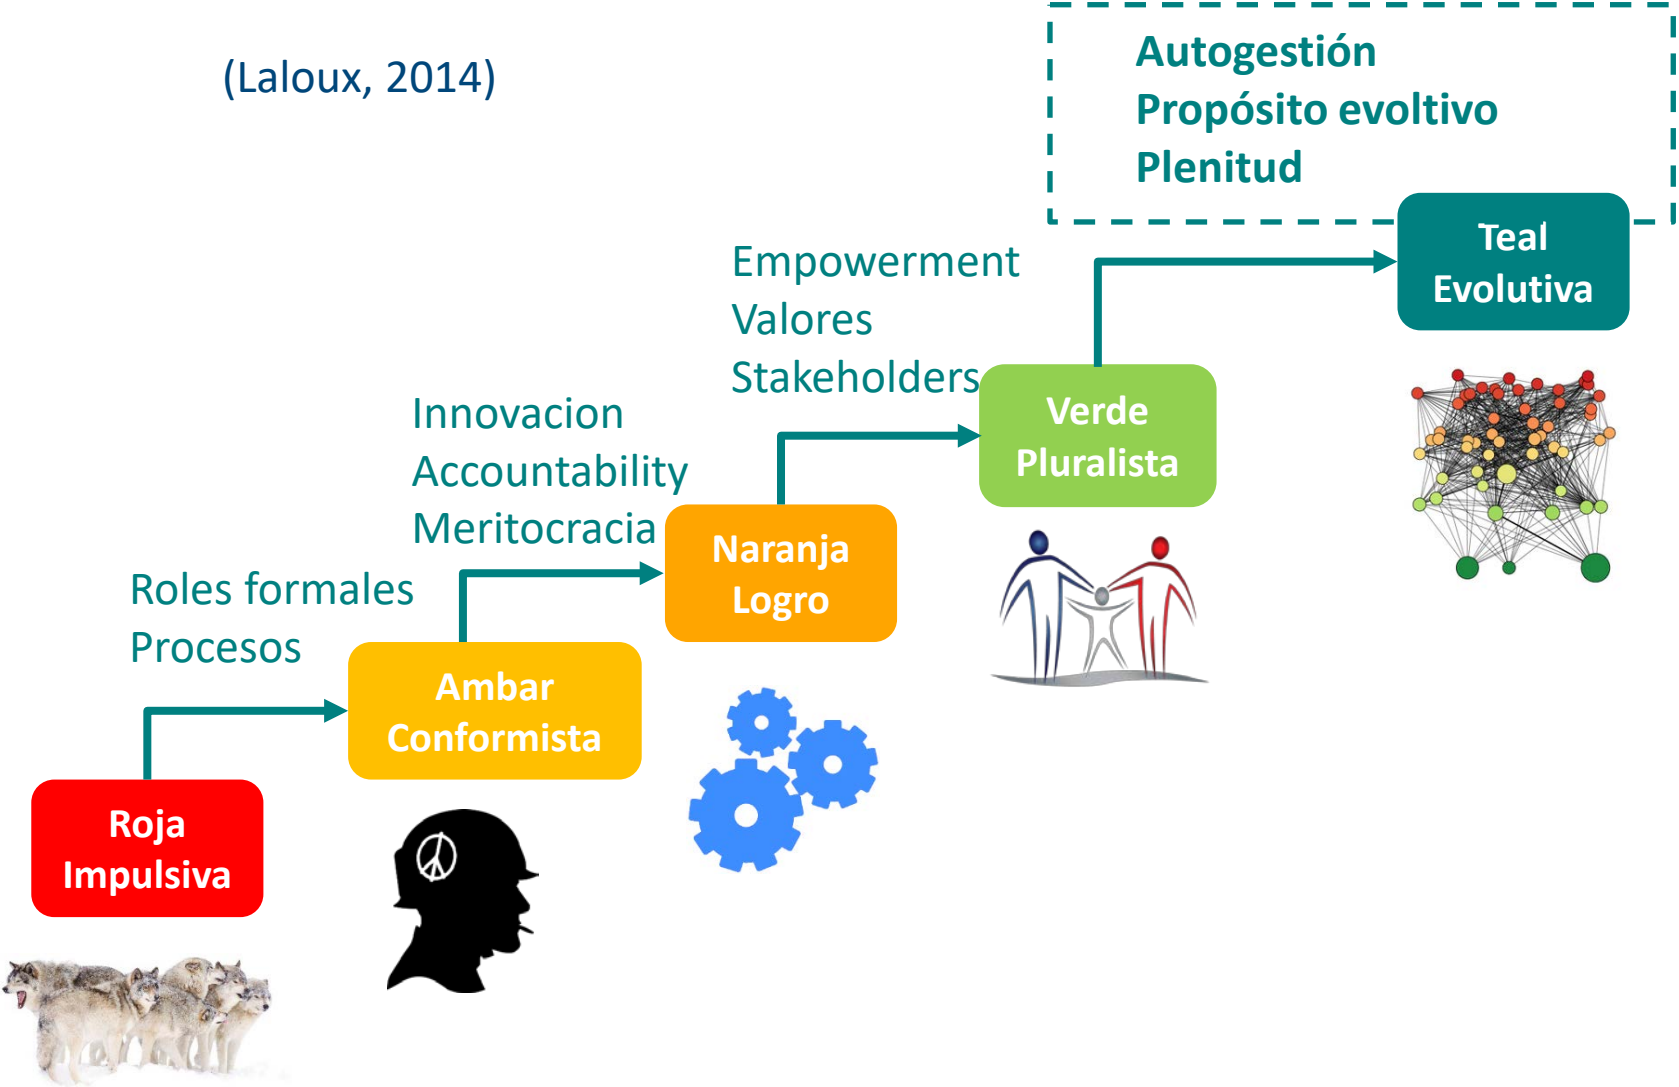 (Laloux, 2014)
Autogestión
Propósito evoltivo
Plenitud
Teal
Evolutiva
Empowerment
Valores
Stakeholders
Verde
Pluralista
Innovacion
Accountability
Meritocracia
Naranja
Logro
Roles formales
Procesos
Ambar
Conformista
Roja
Impulsiva